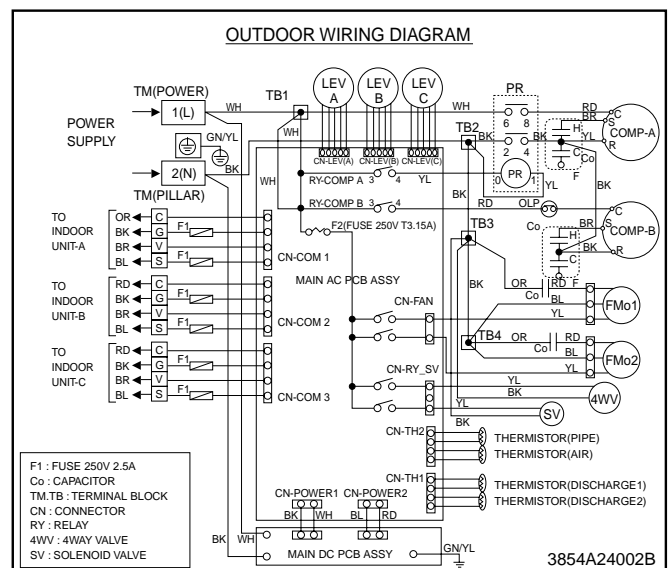 OUTDOOR WIRING DIAGRAM
LEV A
LEV B
LEV C
PR
TM(POWER)
TB1
WH
WH
6 8
RD
BR
C
S
COMP-A
1(L)
POWER SUPPLY
GN/YL
WH
TB2
BK
2 4
BK
H
C
Co
YL
R
2(N)
BK
CN-LEV(A)
CN-LEV(B)
CN-LEV(C)
F
TM(PILLAR)
WH
RY-COMP A 3 4
YL
0
PR
1
YL
BK
BK
RY-COMP B 3 4
RD
OLP
C
TO INDOOR UNIT-A
OR C
BK G F1
BR V
BL S F1
CN-COM 1
F2(FUSE 250V T3.15A)
TB3
Co
H
C
BR
S
BK
R
COMP-B
MAIN AC PCB ASSY
TO INDOOR UNIT-B
RD C
BK G F1
BR V
BL S F1
CN-COM 2
CN-FAN
BK
OR
Co
RD
F
BL
YL
FMo1
TO INDOOR UNIT-C
RD C
BK G F1
BR V
BL S F1
CN-COM 3
TB4
OR
Co
RD
BL
YL
FMo2
CN-RY_SV
YL
BK
4WV
YL
SV
BK
CN-TH2
THERMISTOR(PIPE)
THERMISTOR(AIR)
CN-TH1
THERMISTOR(DISCHARGE1)
THERMISTOR(DISCHARGE2)
F1 : FUSE 250V 2.5A
Co : CAPACITOR
TM.TB : TERMINAL BLOCK
CN : CONNECTOR
RY : RELAY
4WV : 4WAY VALVE
SV : SOLENOID VALVE
CN-POWER1
CN-POWER2
BK WH
BL RD
BK
WH
MAIN DC PCB ASSY
GN/YL
3854A24002B